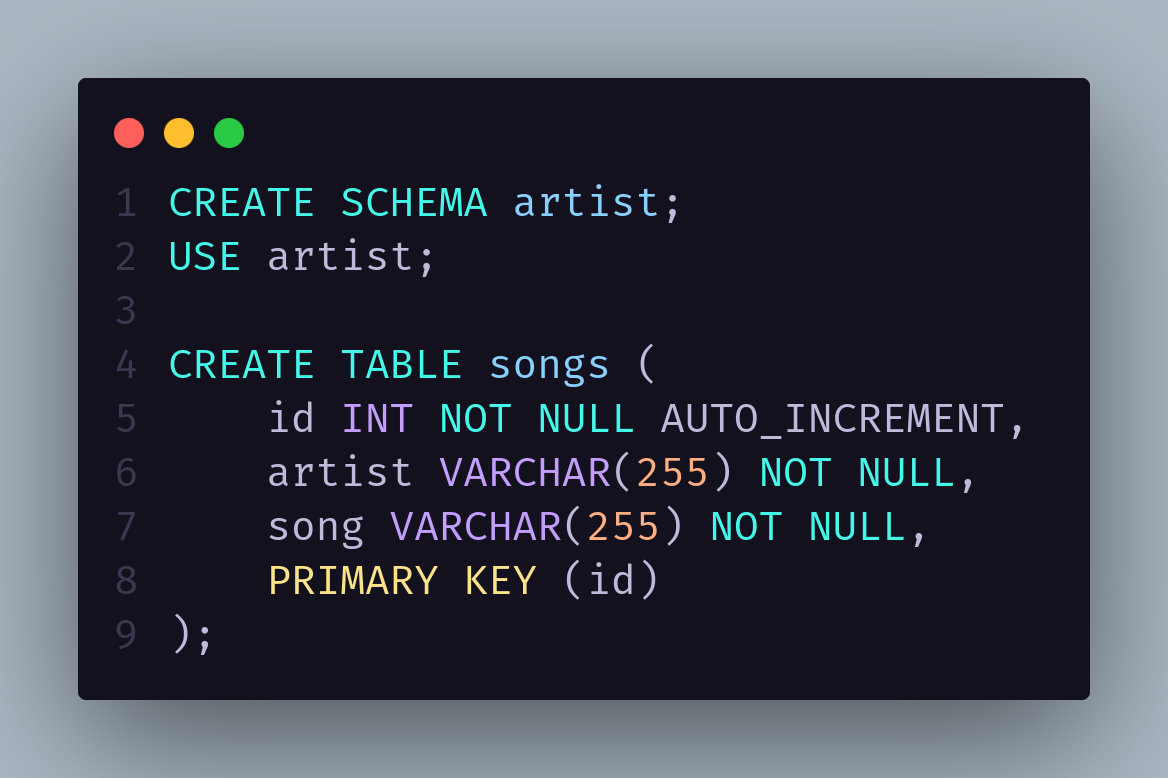 1 CREATE SCHEMA artist;
2 USE artist;
3
4 CREATE TABLE songs (
5     id INT NOT NULL AUTO_INCREMENT,
6     artist VARCHAR(255) NOT NULL,
7     song VARCHAR(255) NOT NULL,
8     PRIMARY KEY (id)
9 );